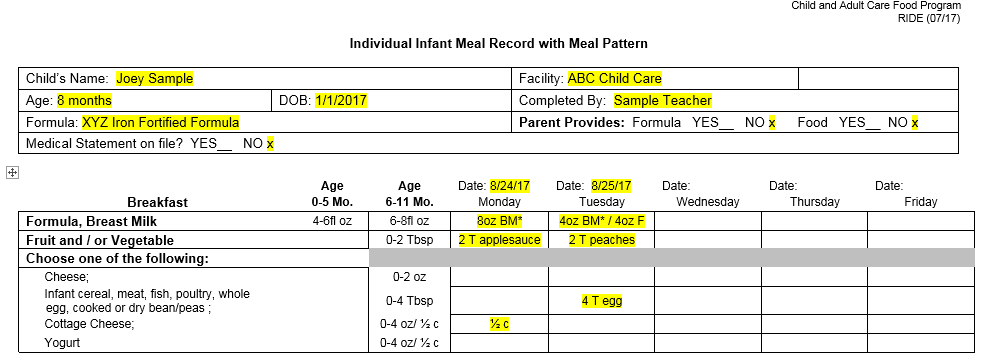 Child and Adult Care Food Program
RIDE (07/17)
Individual Infant Meal Record with Meal Pattern
Child's Name: Joey Sample Facility: ABC Child Care
Age: 8 months DOB: 1/1/2017 Completed By: Sample Teacher
Formula: XYZ Iron Fortified Formula Parent Provides: Formula YES__ NO x Food YES__ NO x
Medical Statement on file? YES__ NO x
Age Age Date: 8/24/17 Date: 8/25/17 Date: Date: Date:
Breakfast 0-5 Mo. 6-11 Mo. Monday Tuesday Wednesday Thursday Friday
Formula, Breast Milk 4-6fl oz 6-8fl oz 8oz BM* 4oz BM* / 4oz F
Fruit and / or Vegetable 0-2 Tbsp 2 T applesauce 2 T peaches
Choose one of the following:
Cheese; 0-2 oz
Infant cereal, meat, fish, poultry, whole
egg, cooked or dry bean/peas ; 0-4 Tbsp 4 T egg
Cottage Cheese; 0-4 oz/ ½ c ½ c
Yogurt 0-4 oz/ ½ c